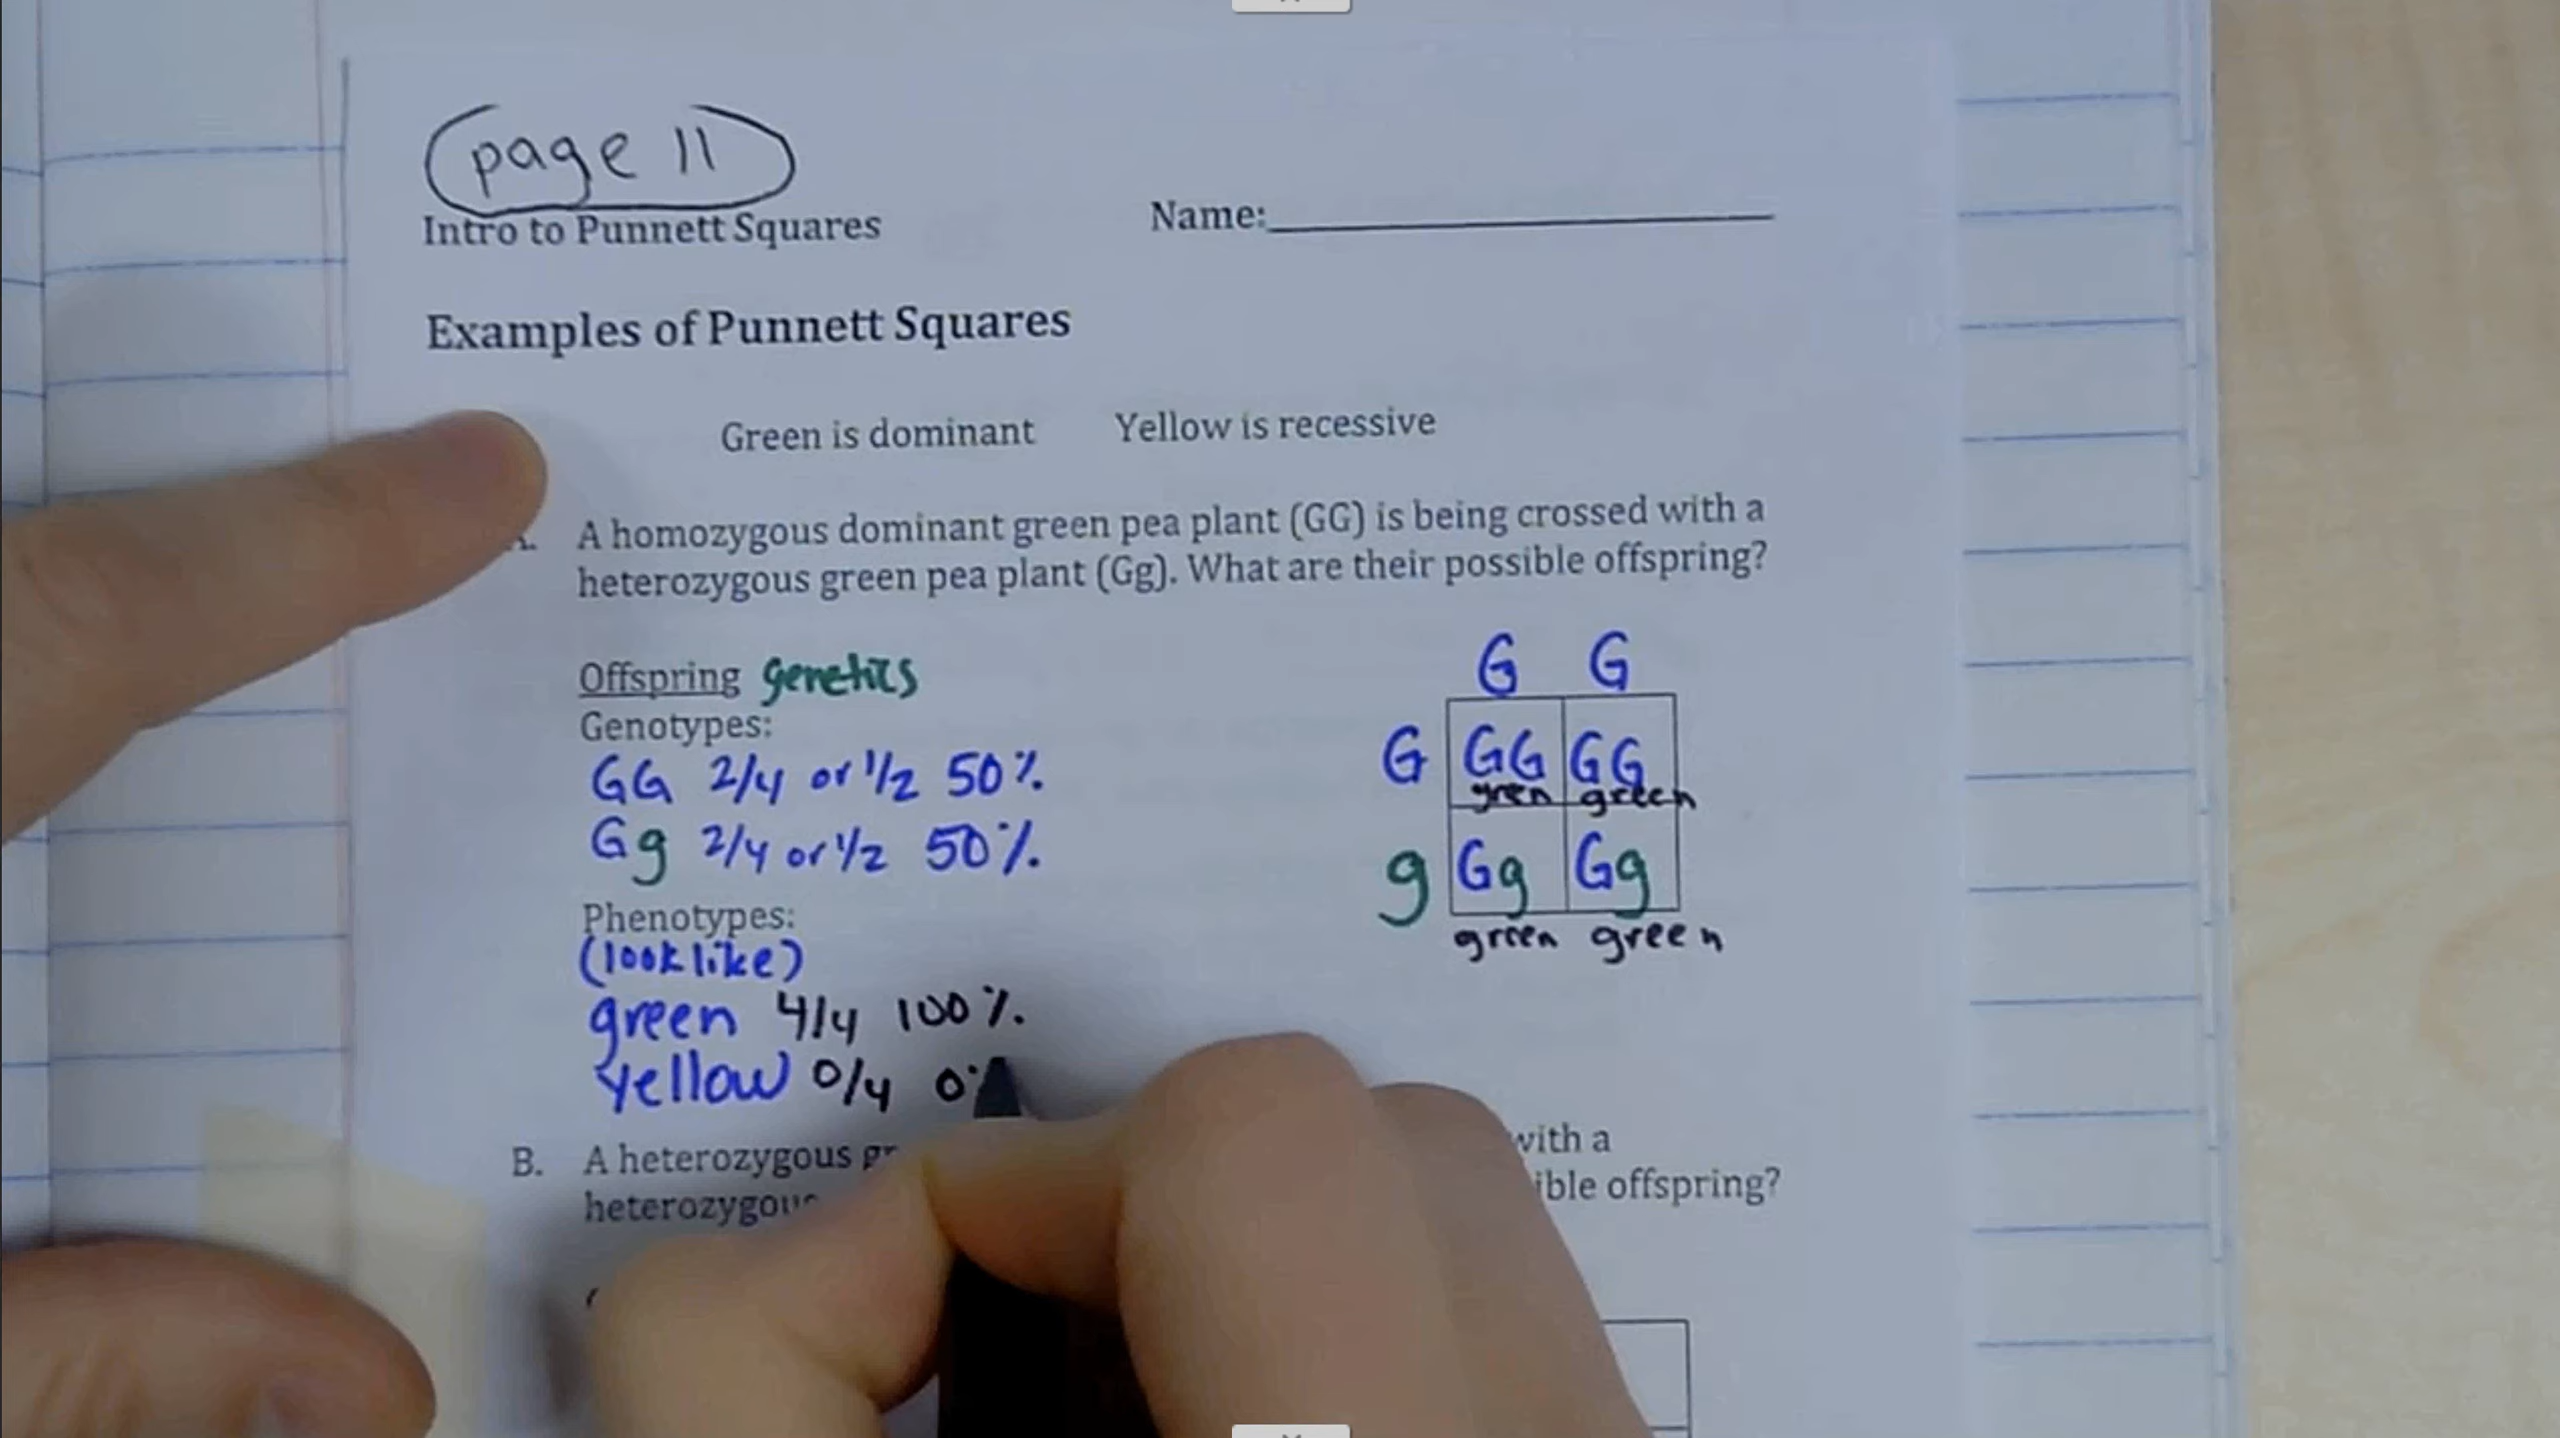 page 11
Intro to Punnett Squares Name:
Examples of Punnett Squares
Green is dominant Yellow is recessive
A homozygous dominant green pea plant (GG) is being crossed with a
heterozygous green pea plant (Gg). What are their possible offspring?
Offspring genetics
Genotypes:
GG 2/4 or 1/2 50%
Gg 2/4 or 1/2 50%
Phenotypes:
(look like)
green 4/4 100%
Yellow 0/4 0%
G G
G GG GG
gren green
g Gg Gg
green green
B. A heterozygous with a
offspring?